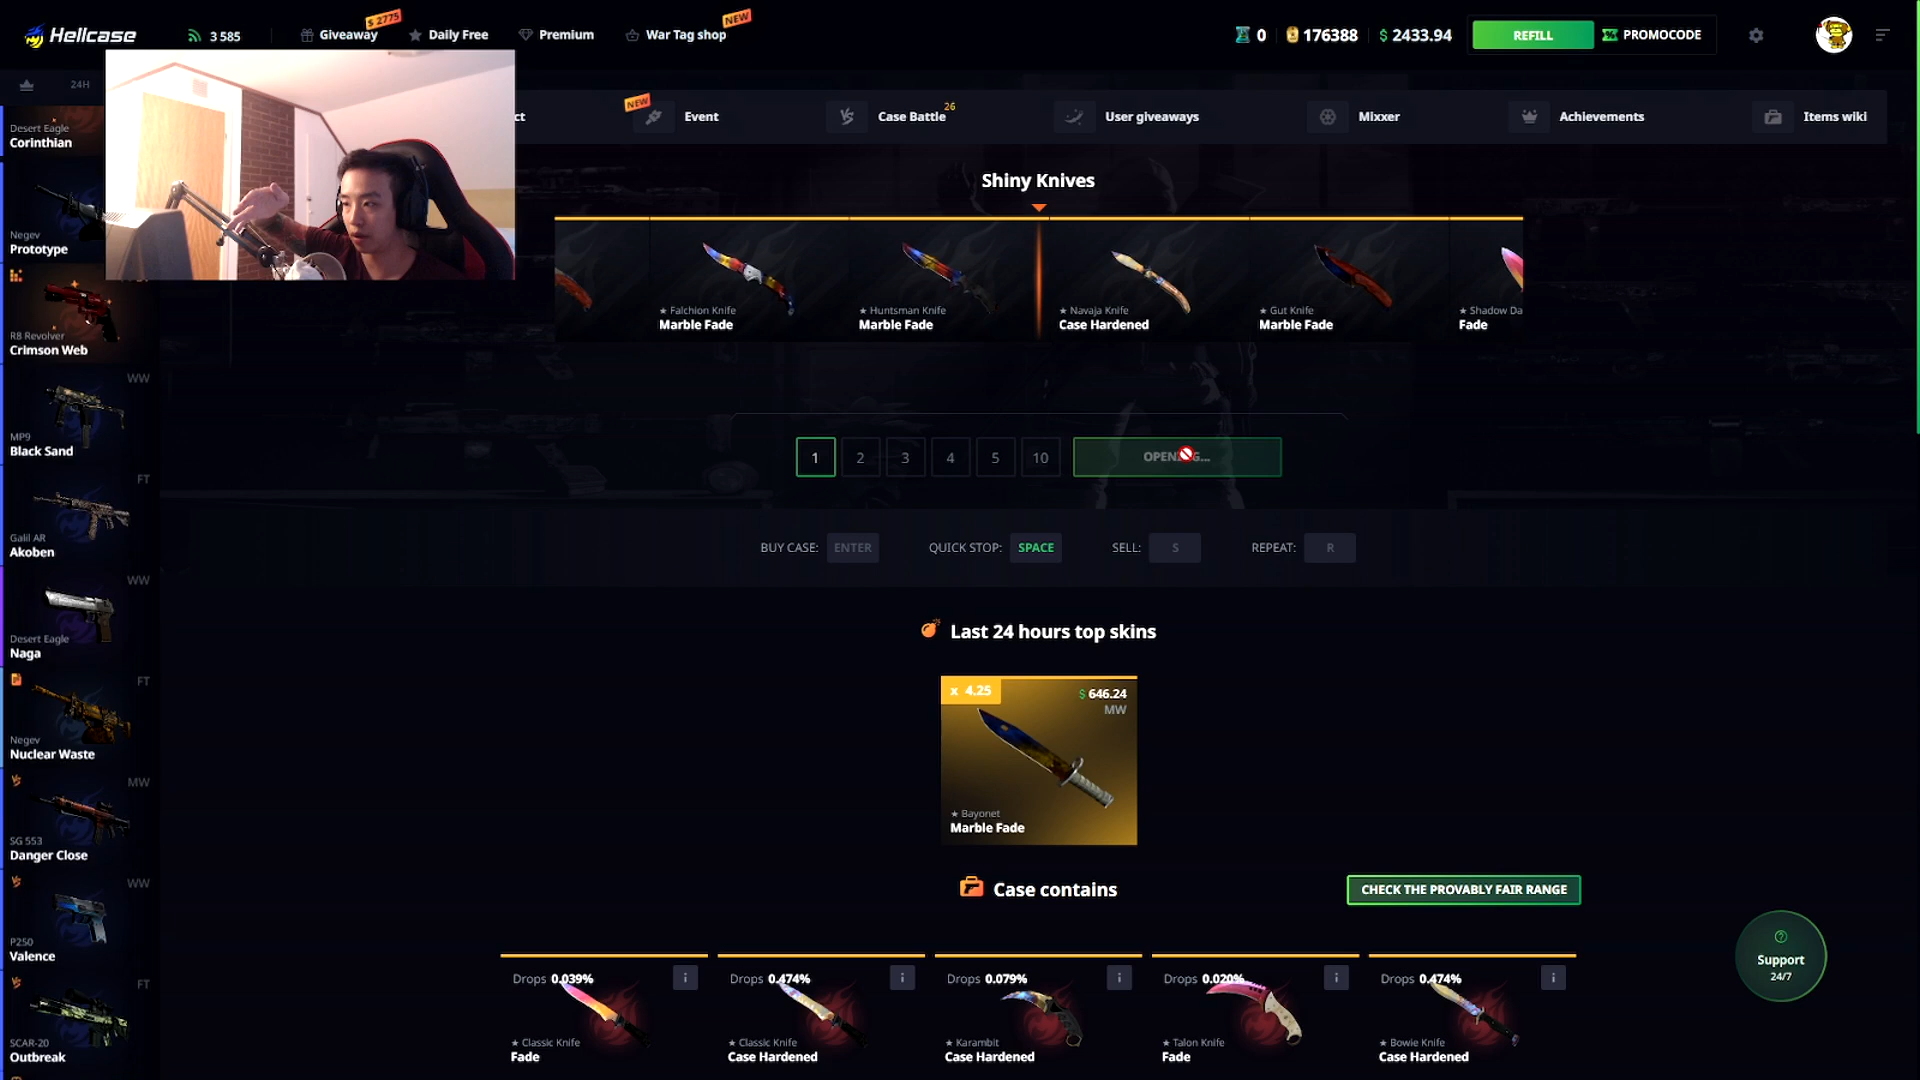 Hellcase
3 585
Giveaway
$ 2775
Daily Free
Premium
War Tag shop
NEW
0
176388
$ 2433.94
REFILL
PROMOCODE
24H
ct
NEW
Event
Case Battle
26
User giveaways
Mixxer
Achievements
Items wiki
Desert Eagle
Corinthian
Negev
Prototype
R8 Revolver
Crimson Web
WW
MP9
Black Sand
FT
Galil AR
Akoben
WW
Desert Eagle
Naga
FT
Negev
Nuclear Waste
MW
SG 553
Danger Close
WW
P250
Valence
FT
SCAR-20
Outbreak
Shiny Knives
★ Falchion Knife
Marble Fade
★ Huntsman Knife
Marble Fade
★ Navaja Knife
Case Hardened
★ Gut Knife
Marble Fade
★ Shadow Da
Fade
1
2
3
4
5
10
BUY CASE: ENTER
QUICK STOP: SPACE
SELL: S
REPEAT: R
Last 24 hours top skins
x 4.25
$ 646.24
MW
★ Bayonet
Marble Fade
Case contains
CHECK THE PROVABLY FAIR RANGE
Drops 0.039%
i
★ Classic Knife
Fade
Drops 0.474%
i
★ Classic Knife
Case Hardened
Drops 0.079%
i
★ Karambit
Case Hardened
Drops 0.020%
i
★ Talon Knife
Fade
Drops 0.474%
i
★ Bowie Knife
Case Hardened
Support
24/7